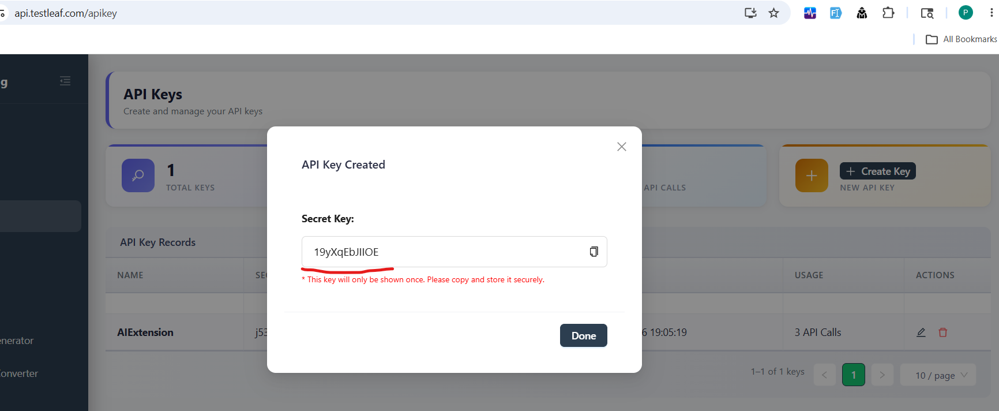 api.testleaf.com/apikey
P
All Bookmarks
g
API Keys
Create and manage your API keys
1
TOTAL KEYS
API CALLS
Create Key
NEW API KEY
API Key Created
Secret Key:
19yXqEbJIIOE
* This key will only be shown once. Please copy and store it securely.
Done
API Key Records
NAME
SEC
USAGE
ACTIONS
AIExtension
j53
6 19:05:19
3 API Calls
enerator
onverter
1–1 of 1 keys
<
1
>
10 / page